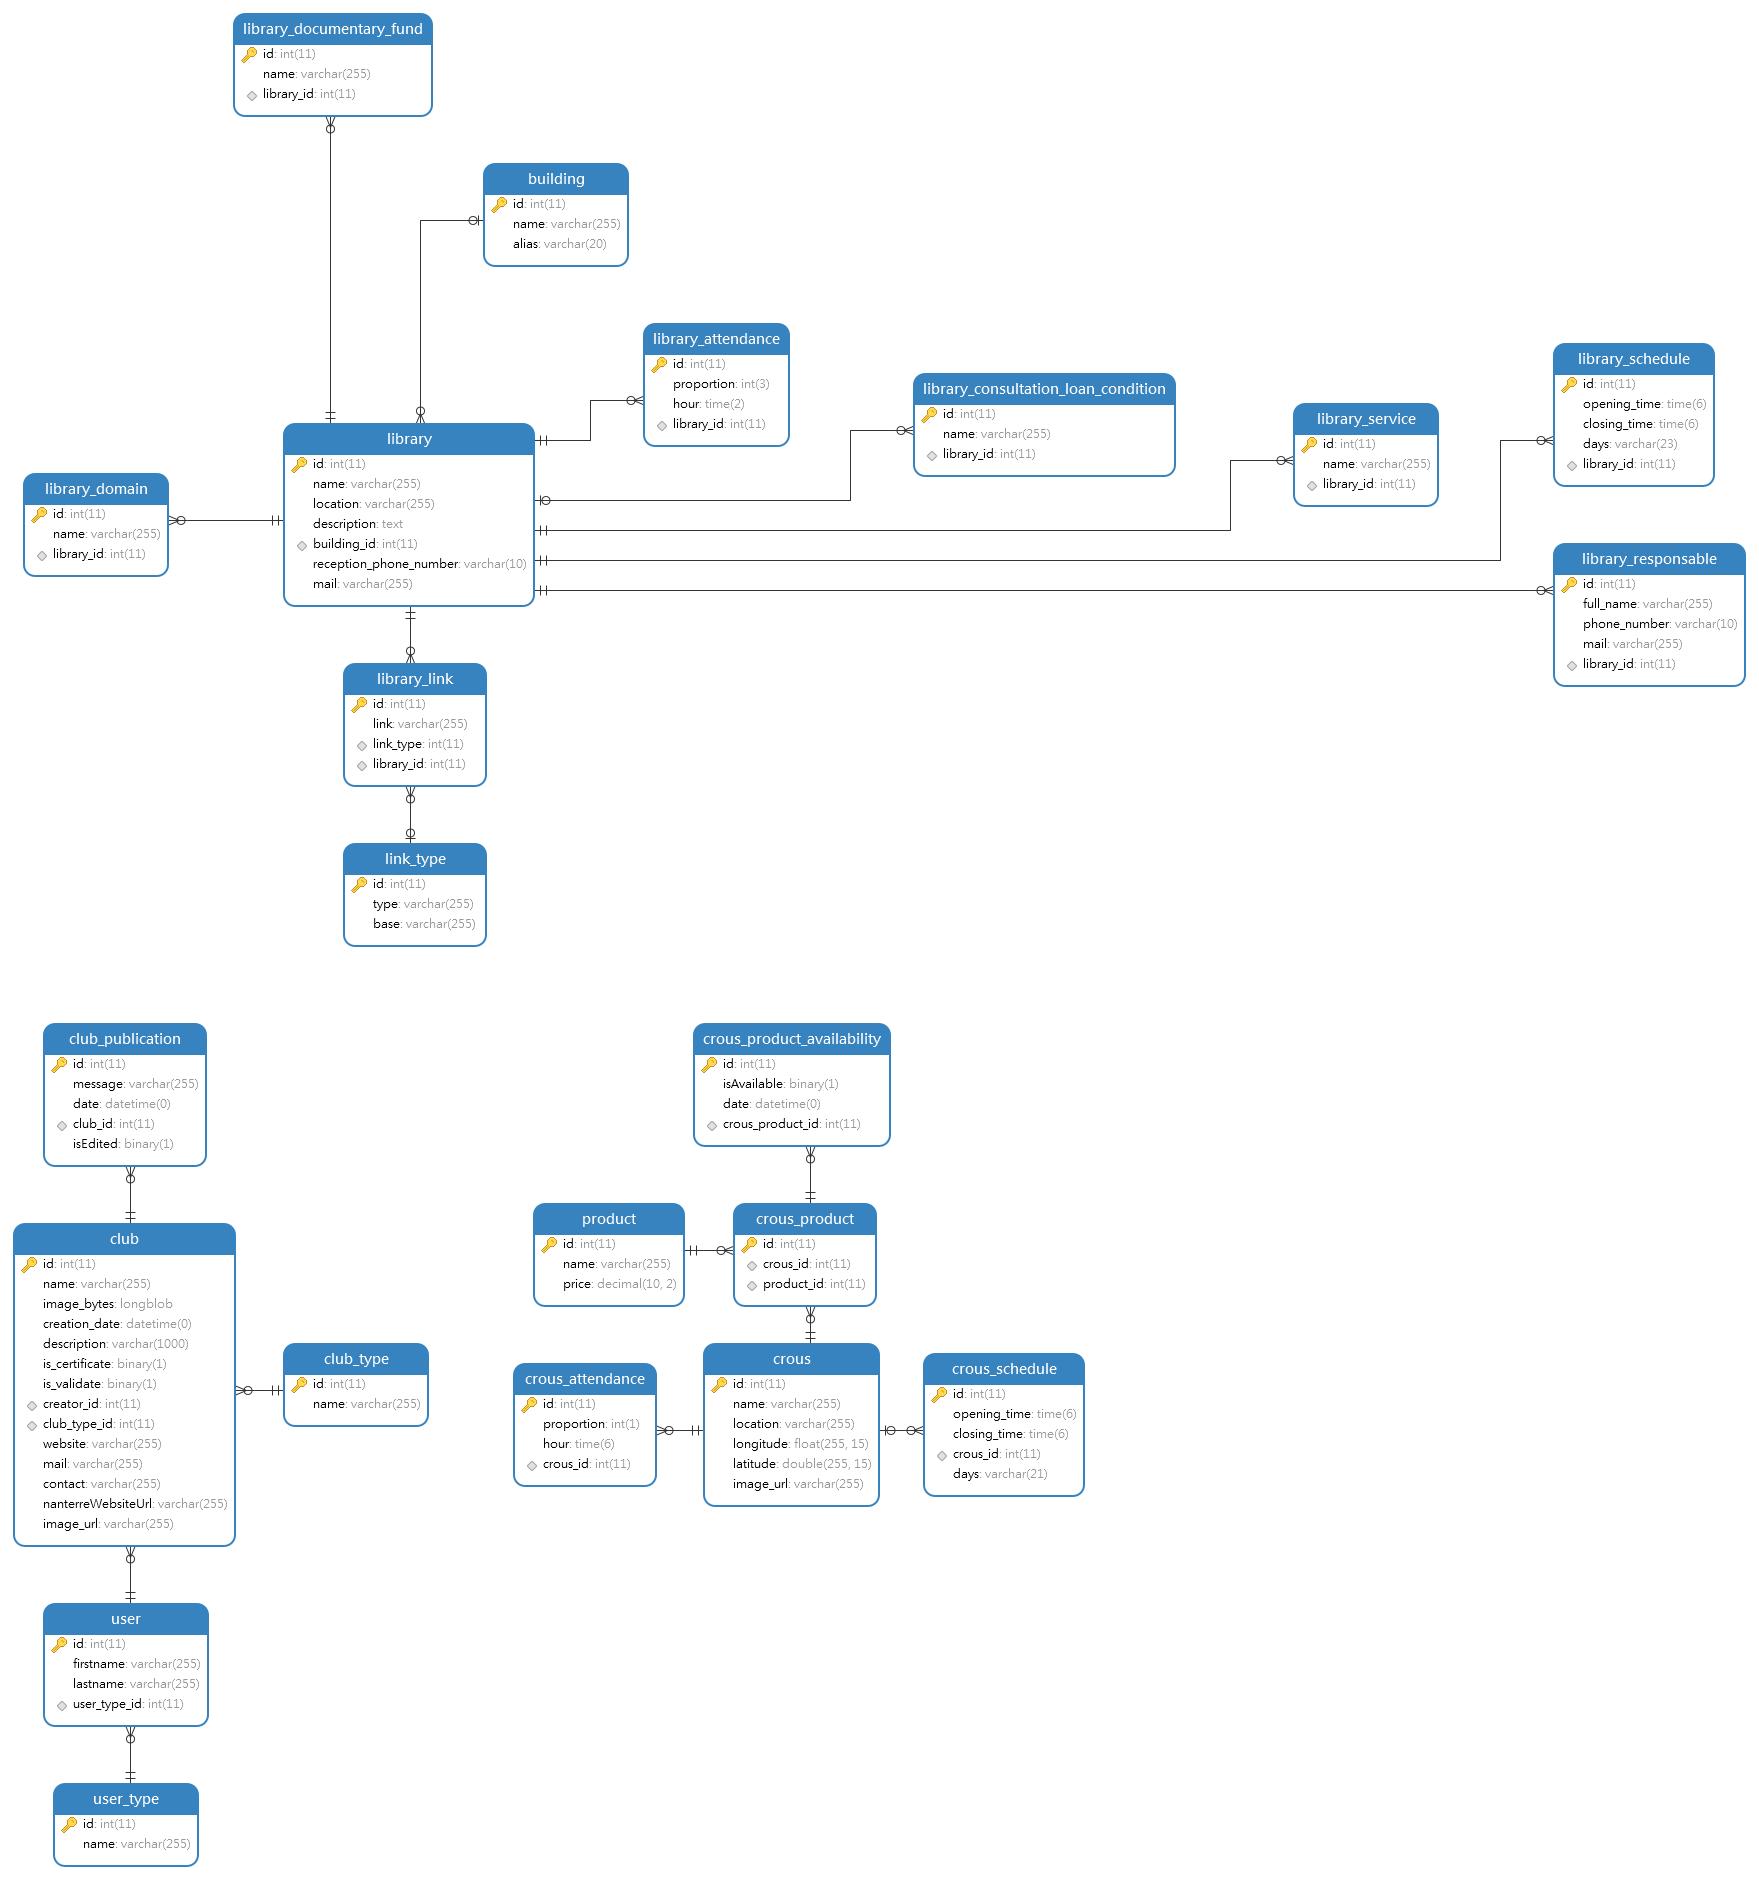 library_documentary_fund
id: int(11)
name: varchar(255)
library_id: int(11)
building
id: int(11)
name: varchar(255)
alias: varchar(20)
library_attendance
id: int(11)
proportion: int(3)
hour: time(2)
library_id: int(11)
library_consultation_loan_condition
id: int(11)
name: varchar(255)
library_id: int(11)
library_service
id: int(11)
name: varchar(255)
library_id: int(11)
library_schedule
id: int(11)
opening_time: time(6)
closing_time: time(6)
days: varchar(23)
library_id: int(11)
library
id: int(11)
name: varchar(255)
location: varchar(255)
description: text
building_id: int(11)
reception_phone_number: varchar(10)
mail: varchar(255)
library_domain
id: int(11)
name: varchar(255)
library_id: int(11)
library_responsable
id: int(11)
full_name: varchar(255)
phone_number: varchar(10)
mail: varchar(255)
library_id: int(11)
library_link
id: int(11)
link: varchar(255)
link_type: int(11)
library_id: int(11)
link_type
id: int(11)
type: varchar(255)
base: varchar(255)
club_publication
id: int(11)
message: varchar(255)
date: datetime(0)
club_id: int(11)
isEdited: binary(1)
club
id: int(11)
name: varchar(255)
image_bytes: longblob
creation_date: datetime(0)
description: varchar(1000)
is_certificate: binary(1)
is_validate: binary(1)
creator_id: int(11)
club_type_id: int(11)
website: varchar(255)
mail: varchar(255)
contact: varchar(255)
nanterreWebsiteUrl: varchar(255)
image_url: varchar(255)
club_type
id: int(11)
name: varchar(255)
user
id: int(11)
firstname: varchar(255)
lastname: varchar(255)
user_type_id: int(11)
user_type
id: int(11)
name: varchar(255)
crous_product_availability
id: int(11)
isAvailable: binary(1)
date: datetime(0)
crous_product_id: int(11)
product
id: int(11)
name: varchar(255)
price: decimal(10, 2)
crous_product
id: int(11)
crous_id: int(11)
product_id: int(11)
crous_attendance
id: int(11)
proportion: int(1)
hour: time(6)
crous_id: int(11)
crous
id: int(11)
name: varchar(255)
location: varchar(255)
longitude: float(255, 15)
latitude: double(255, 15)
image_url: varchar(255)
crous_schedule
id: int(11)
opening_time: time(6)
closing_time: time(6)
crous_id: int(11)
days: varchar(21)